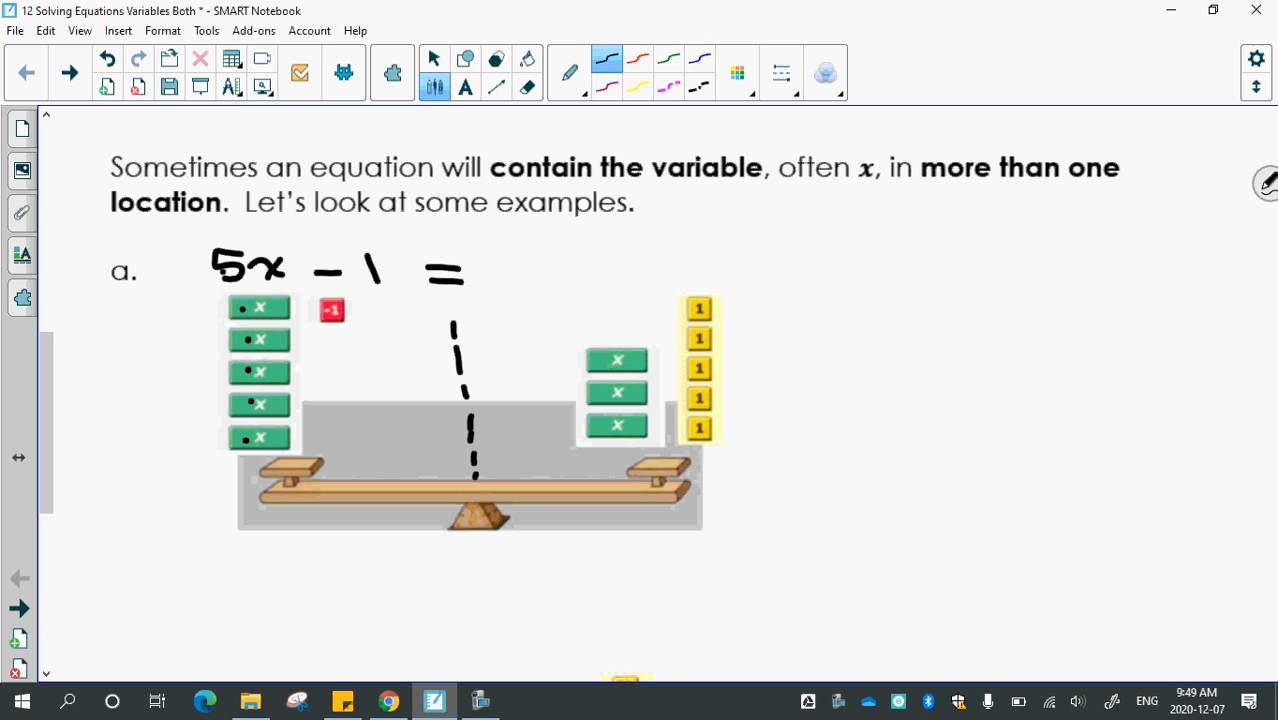 12 Solving Equations Variables Both * - SMART Notebook
File Edit View Insert Format Tools Add-ons Account Help
Sometimes an equation will contain the variable, often x, in more than one
location. Let's look at some examples.
a. 5x - 1 =
x -1 1
x 1
x x 1
x x 1
x x 1
ENG 9:49 AM
2020-12-07